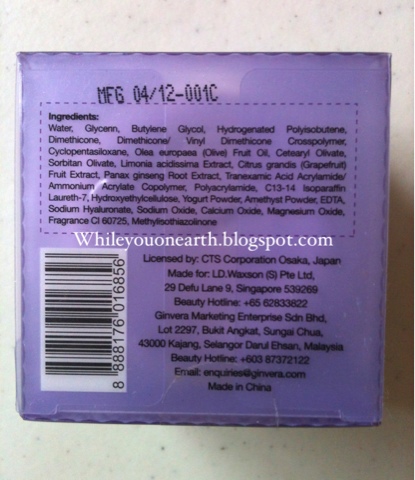 MFG 04/12-001C
Ingredients:
Water, Glycerin, Butylene Glycol, Hydrogenated Polyisobutene,
Dimethicone, Dimethicone/ Vinyl Dimethicone Crosspolymer,
Cyclopentasiloxane, Olea europaea (Olive) Fruit Oil, Cetearyl Olivate,
Sorbitan Olivate, Limonia acidissima Extract, Citrus grandis (Grapefruit)
Fruit Extract, Panax ginseng Root Extract, Tranexamic Acid Acrylamide/
Ammonium Acrylate Copolymer, Polyacrylamide, C13-14 Isoparaffin
Laureth-7, Hydroxyethylcellulose, Yogurt Powder, Amethyst Powder, EDTA,
Sodium Hyaluronate, Sodium Oxide, Calcium Oxide, Magnesium Oxide,
Fragrance CI 60725, Methylisothiazolinone
Whileyouonearth.blogspot.com
Licensed by: CTS Corporation Osaka, Japan
Made for: I.D.Waxson (S) Pte Ltd,
29 Defu Lane 9, Singapore 539269
Beauty Hotline: +65 62833822
Ginvera Marketing Enterprise Sdn Bhd,
Lot 2297, Bukit Angkat, Sungai Chua,
43000 Kajang, Selangor Darul Ehsan, Malaysia
Beauty Hotline: +603 87372122
Email: enquiries@ginvera.com
Made in China
8 888176 016856